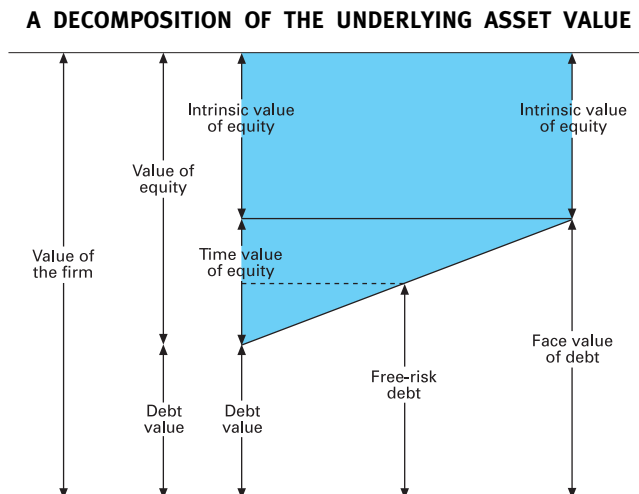 A DECOMPOSITION OF THE UNDERLYING ASSET VALUE
Intrinsic value
of equity
Intrinsic value
of equity
Value of
equity
Value of
the firm
Time value
of equity
Face value
of debt
Free-risk
debt
Debt
value
Debt
value